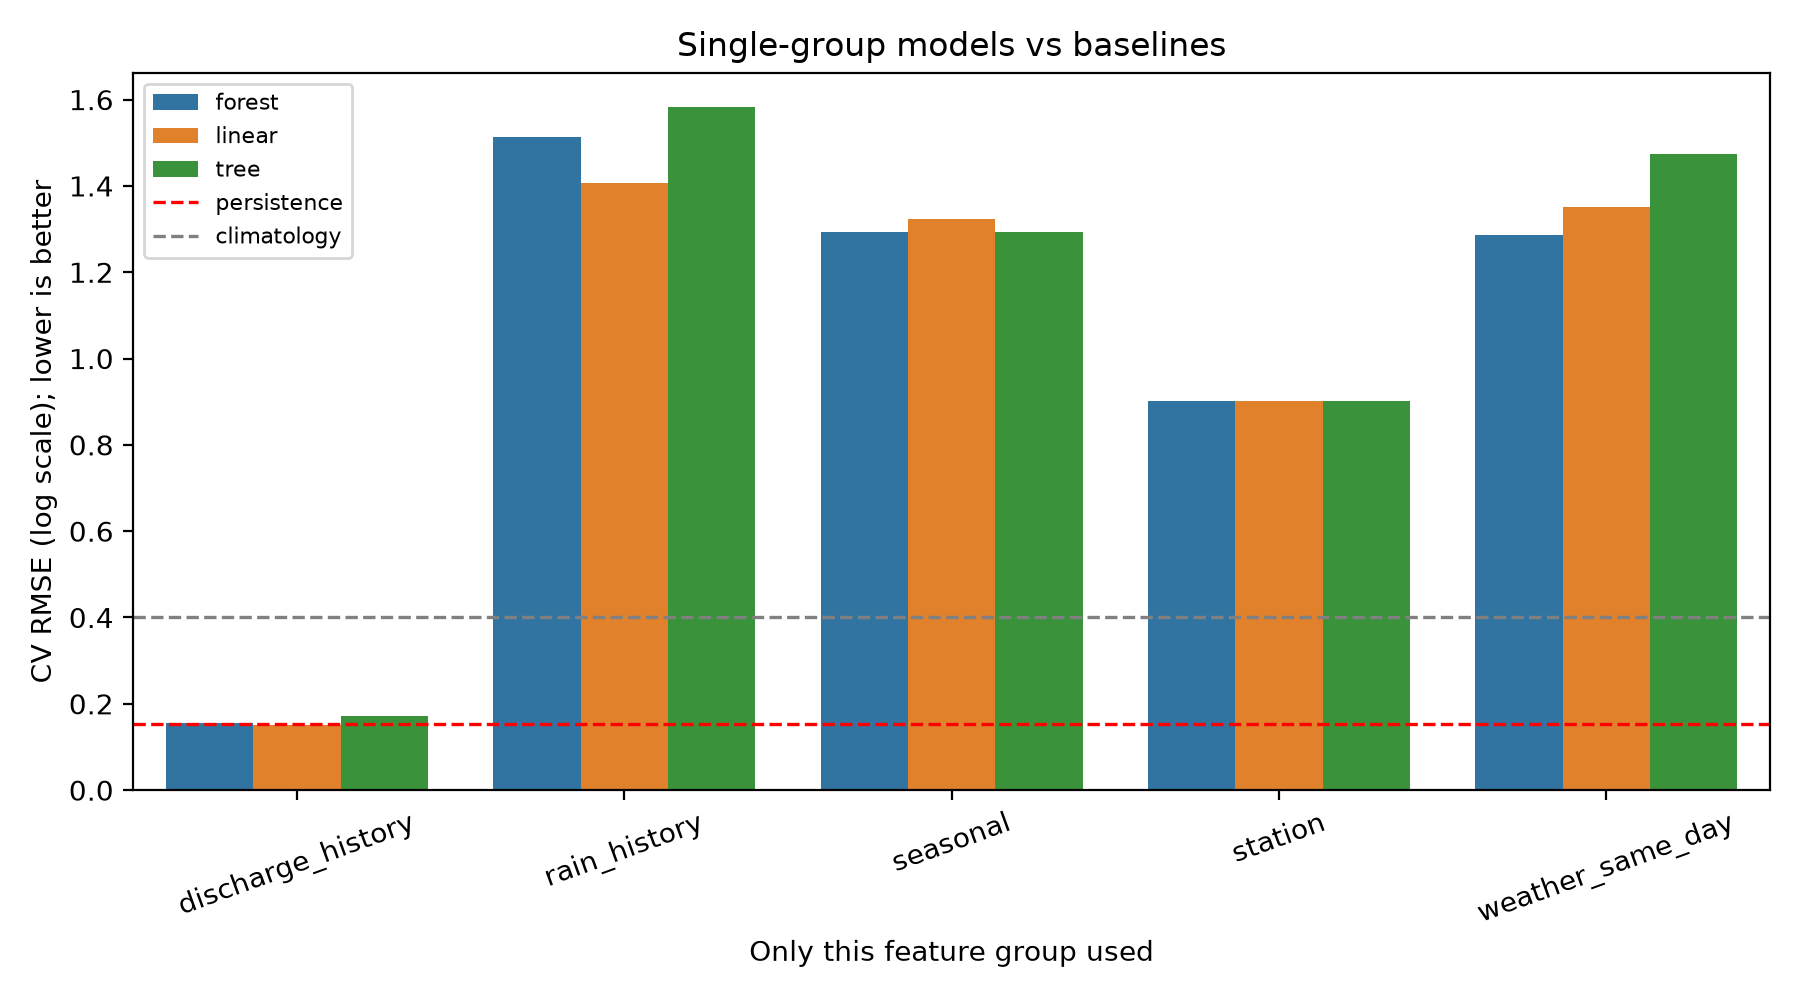 Single-group models vs baselines
forest
linear
tree
persistence
climatology
CV RMSE (log scale); lower is better
1.6
1.4
1.2
1.0
0.8
0.6
0.4
0.2
0.0
discharge_history
rain_history
seasonal
station
weather_same_day
Only this feature group used